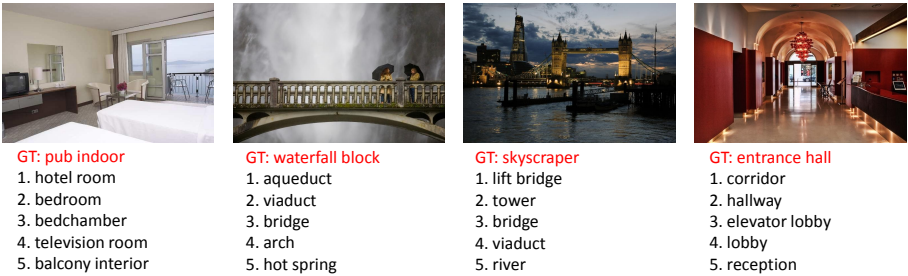 GT: pub indoor
1. hotel room
2. bedroom
3. bedchamber
4. television room
5. balcony interior
GT: waterfall block
1. aqueduct
2. viaduct
3. bridge
4. arch
5. hot spring
GT: skyscraper
1. lift bridge
2. tower
3. bridge
4. viaduct
5. river
GT: entrance hall
1. corridor
2. hallway
3. elevator lobby
4. lobby
5. reception